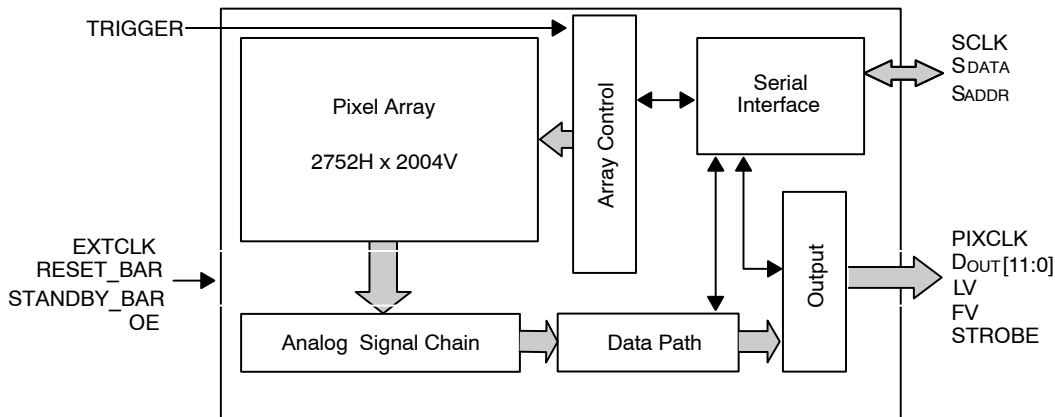 TRIGGER
Pixel Array
2752H x 2004V
Array Control
Serial
Interface
SCLK
SDATA
SADDR
EXTCLK
RESET_BAR
STANDBY_BAR
OE
Analog Signal Chain
Data Path
Output
PIXCLK
DOUT[11:0]
LV
FV
STROBE